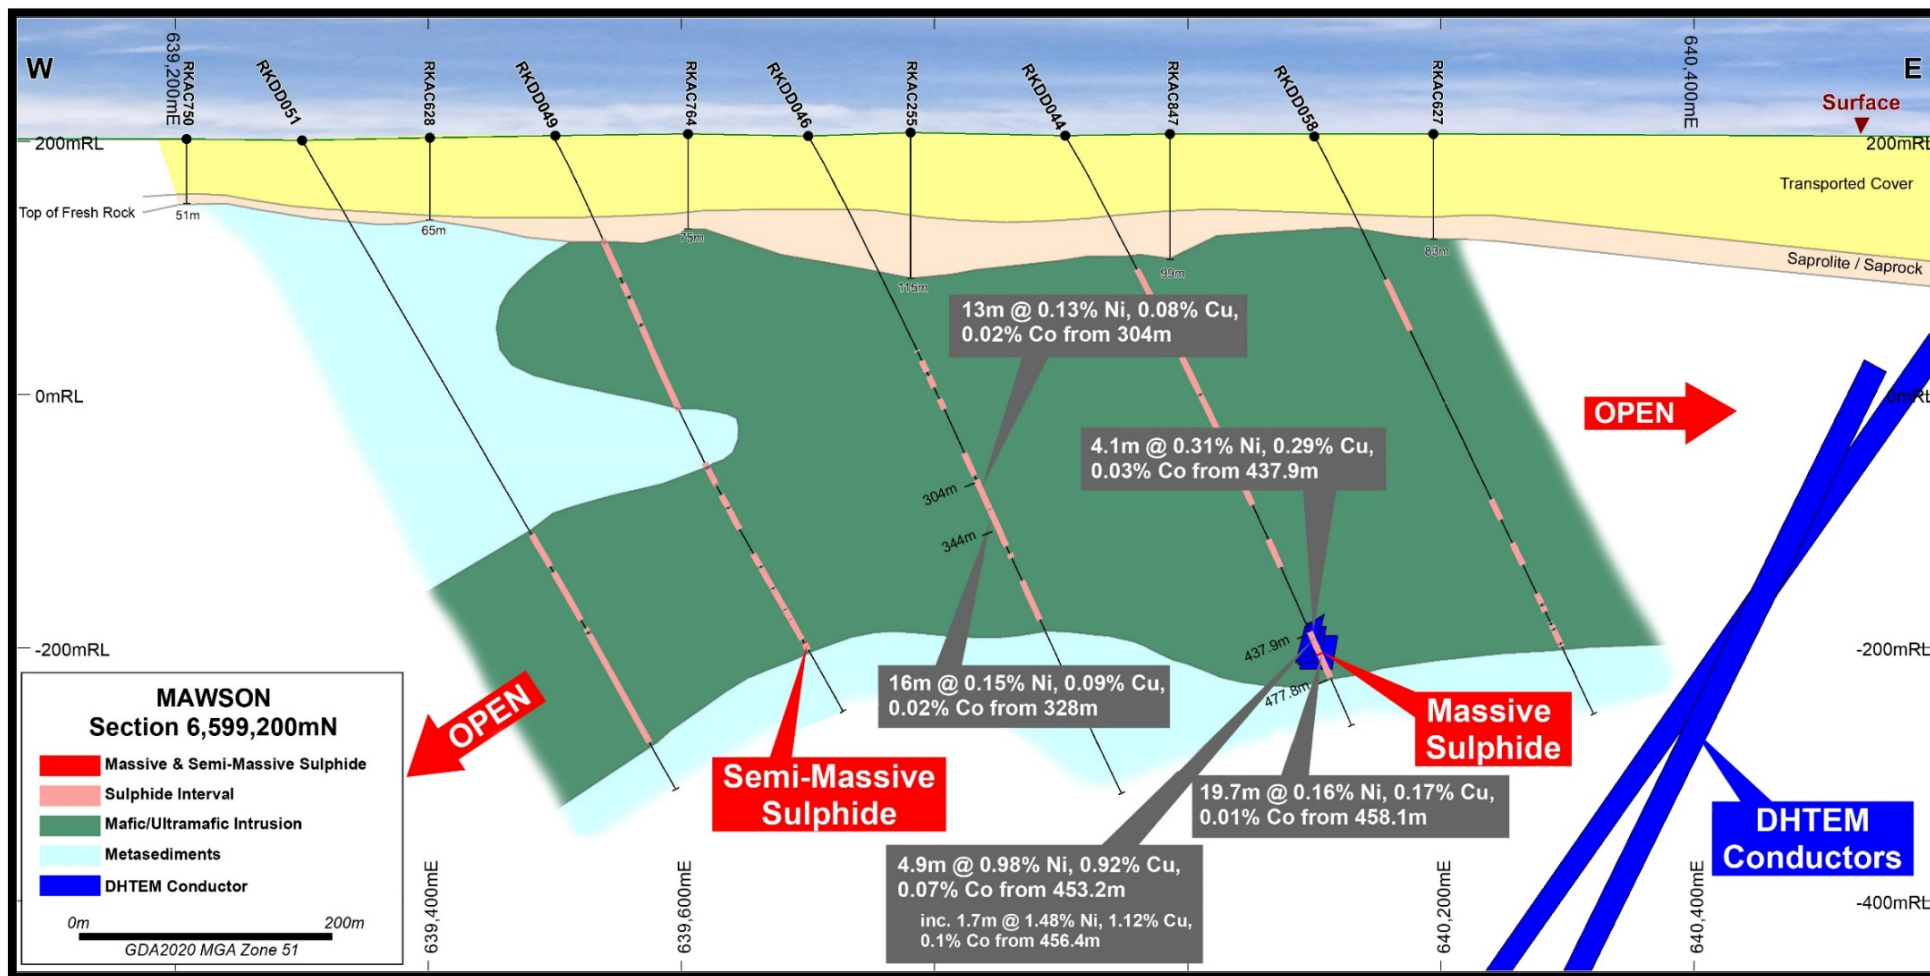 W
E
639,200mE
RKAC750
RKDD051
RKAC628
RKDD049
RKAC764
RKDD046
RKAC255
RKDD044
RKAC847
RKDD058
RKAC627
640,400mE
Surface
200mRL
200mRL
Transported Cover
Top of Fresh Rock
51m
65m
75m
115m
99m
83m
Saprolite / Saprock
13m @ 0.13% Ni, 0.08% Cu,
0.02% Co from 304m
0mRL
0mRL
OPEN
4.1m @ 0.31% Ni, 0.29% Cu,
0.03% Co from 437.9m
304m
344m
437.9m
477.8m
-200mRL
-200mRL
16m @ 0.15% Ni, 0.09% Cu,
0.02% Co from 328m
OPEN
Massive
Sulphide
Semi-Massive
Sulphide
19.7m @ 0.16% Ni, 0.17% Cu,
0.01% Co from 458.1m
DHTEM
Conductors
4.9m @ 0.98% Ni, 0.92% Cu,
0.07% Co from 453.2m
inc. 1.7m @ 1.48% Ni, 1.12% Cu,
0.1% Co from 456.4m
-400mRL
639,400mE
639,600mE
640,200mE
640,400mE
MAWSON
Section 6,599,200mN
Massive & Semi-Massive Sulphide
Sulphide Interval
Mafic/Ultramafic Intrusion
Metasediments
DHTEM Conductor
0m
200m
GDA2020 MGA Zone 51